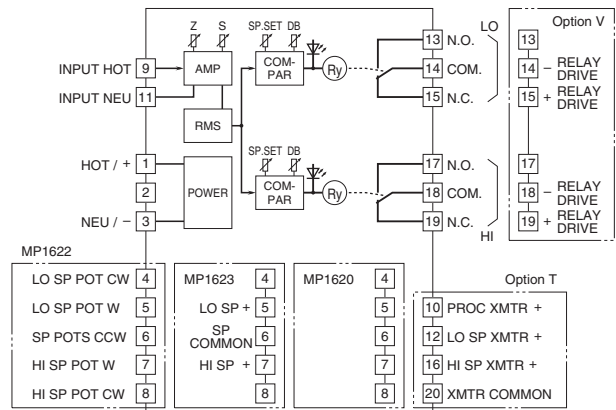 Z S SP.SET DB LO Option V
13 N.O. 13
INPUT HOT 9 AMP COM-
PAR Ry 14 COM. 14 − RELAY
DRIVE
INPUT NEU 11 15 N.C. 15 + RELAY
DRIVE
RMS
SP.SET DB
HOT / + 1 17 N.O. 17
2 POWER COM-
PAR Ry 18 COM. 18 − RELAY
DRIVE
NEU / − 3 19 N.C. 19 + RELAY
DRIVE
HI
MP1622
LO SP POT CW 4
LO SP POT W 5
SP POTS CCW 6
HI SP POT W 7
HI SP POT CW 8
MP1623 4
LO SP + 5
SP
COMMON 6
HI SP + 7
8
MP1620 4
5
6
7
8
Option T
10 PROC XMTR +
12 LO SP XMTR +
16 HI SP XMTR +
20 XMTR COMMON